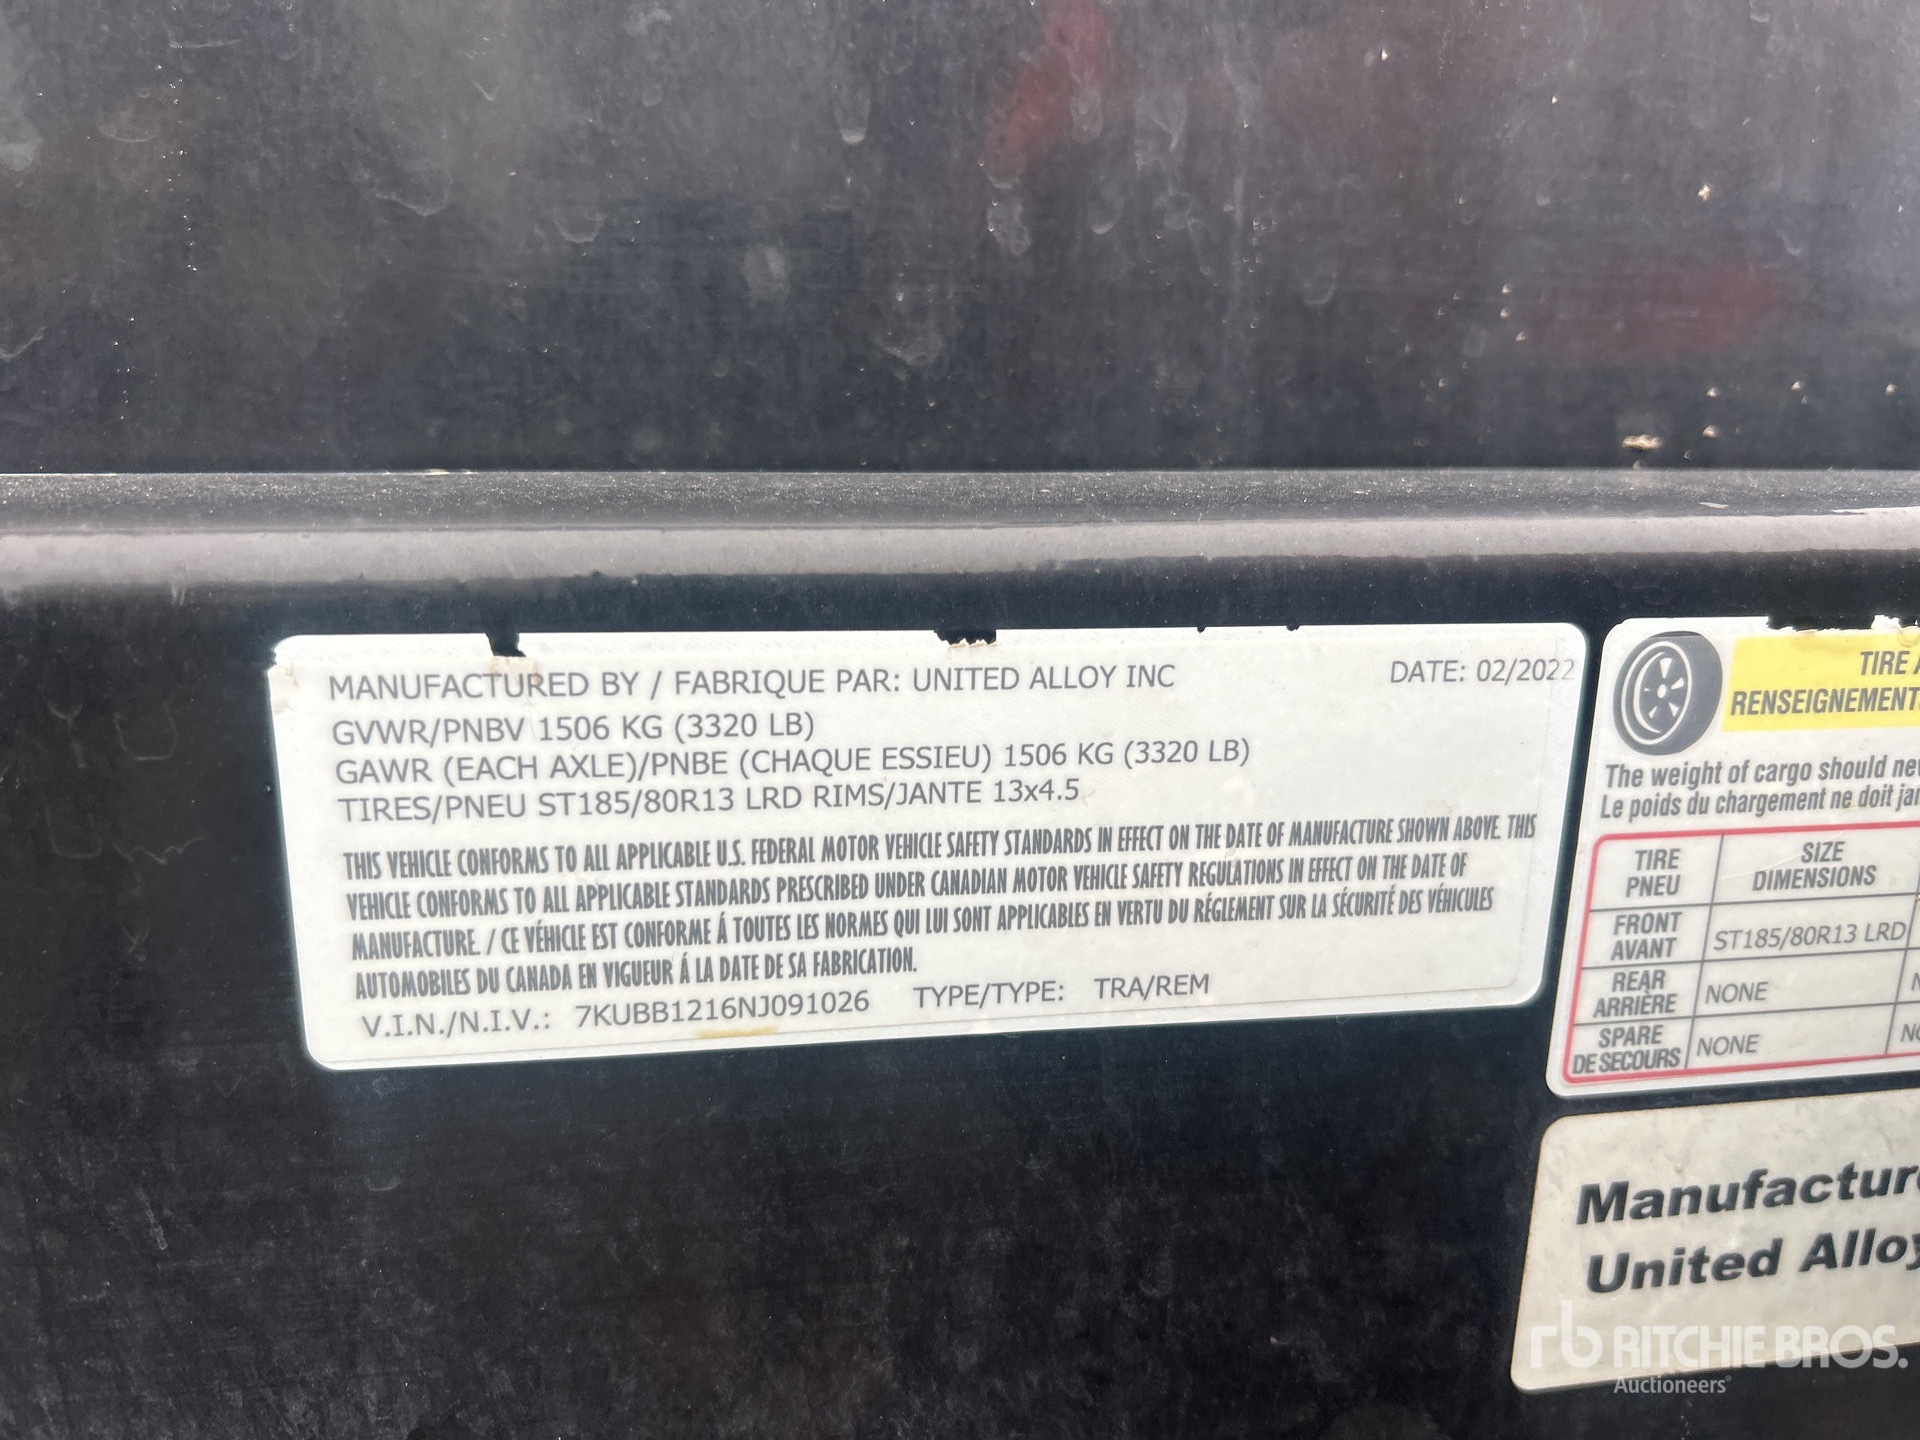 MANUFACTURED BY / FABRIQUE PAR: UNITED ALLOY INC DATE: 02/2022
GVWR/PNBV 1506 KG (3320 LB)
GAWR (EACH AXLE)/PNBE (CHAQUE ESSIEU) 1506 KG (3320 LB)
TIRES/PNEU ST185/80R13 LRD RIMS/JANTE 13x4.5
THIS VEHICLE CONFORMS TO ALL APPLICABLE U.S. FEDERAL MOTOR VEHICLE SAFETY STANDARDS IN EFFECT ON THE DATE OF MANUFACTURE SHOWN ABOVE. THIS
VEHICLE CONFORMS TO ALL APPLICABLE STANDARDS PRESCRIBED UNDER CANADIAN MOTOR VEHICLE SAFETY REGULATIONS IN EFFECT ON THE DATE OF
MANUFACTURE. / CE VÉHICLE EST CONFORME Á TOUTES LES NORMES QUI LUI SONT APPLICABLES EN VERTU DU RÉGLEMENT SUR LA SÉCURITÉ DES VÉHICULES
AUTOMOBILES DU CANADA EN VIGUEUR Á LA DATE DE SA FABRICATION.
V.I.N./N.I.V.: 7KUBB1216NJ091026 TYPE/TYPE: TRA/REM
TIRE
RENSEIGNEMENT
The weight of cargo should
Le poids du chargement ne doit
TIRE SIZE
PNEU DIMENSIONS
FRONT
AVANT ST185/80R13 LRD
REAR
ARRIÈRE NONE
SPARE
DE SECOURS NONE
Manufactur
United Alloy
rb RITCHIE BROS.
Auctioneers